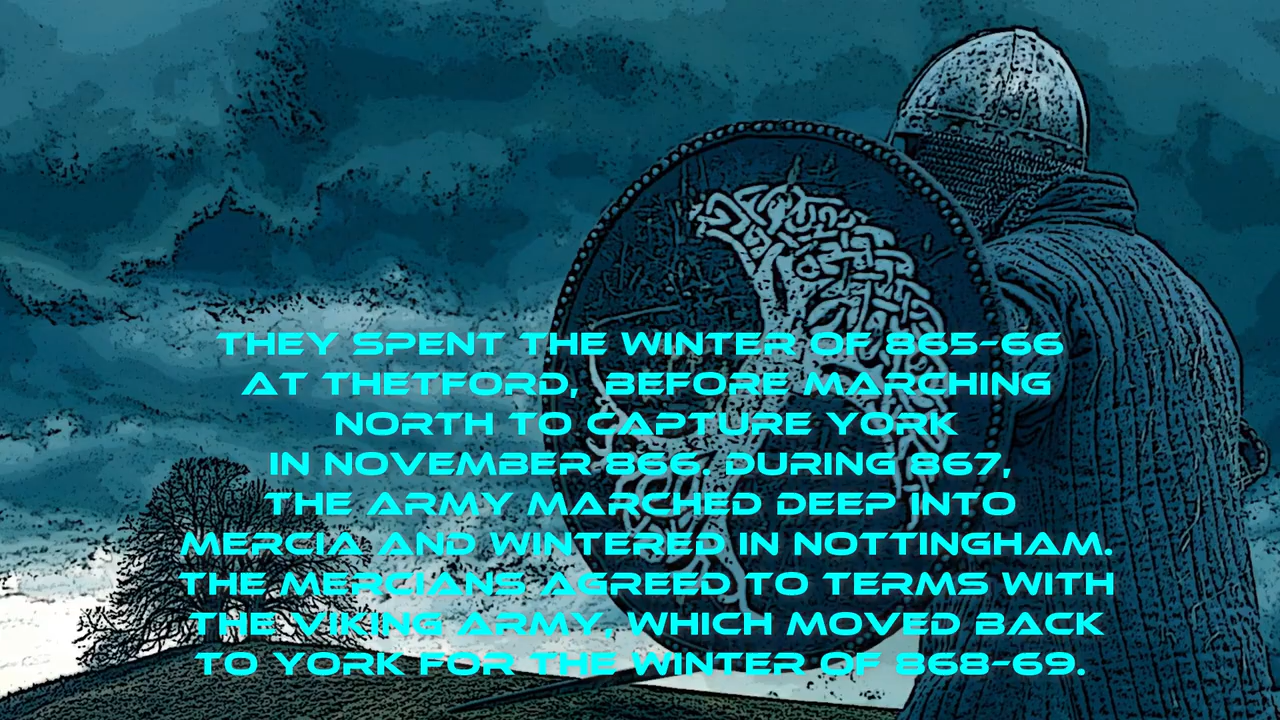 THEY SPENT THE WINTER OF 865-66
AT THETFORD, BEFORE MARCHING
NORTH TO CAPTURE YORK
IN NOVEMBER 866. DURING 867,
THE ARMY MARCHED DEEP INTO
MERCIA AND WINTERED IN NOTTINGHAM.
THE MERCIANS AGREED TO TERMS WITH
THE VIKING ARMY, WHICH MOVED BACK
TO YORK FOR THE WINTER OF 868-69.